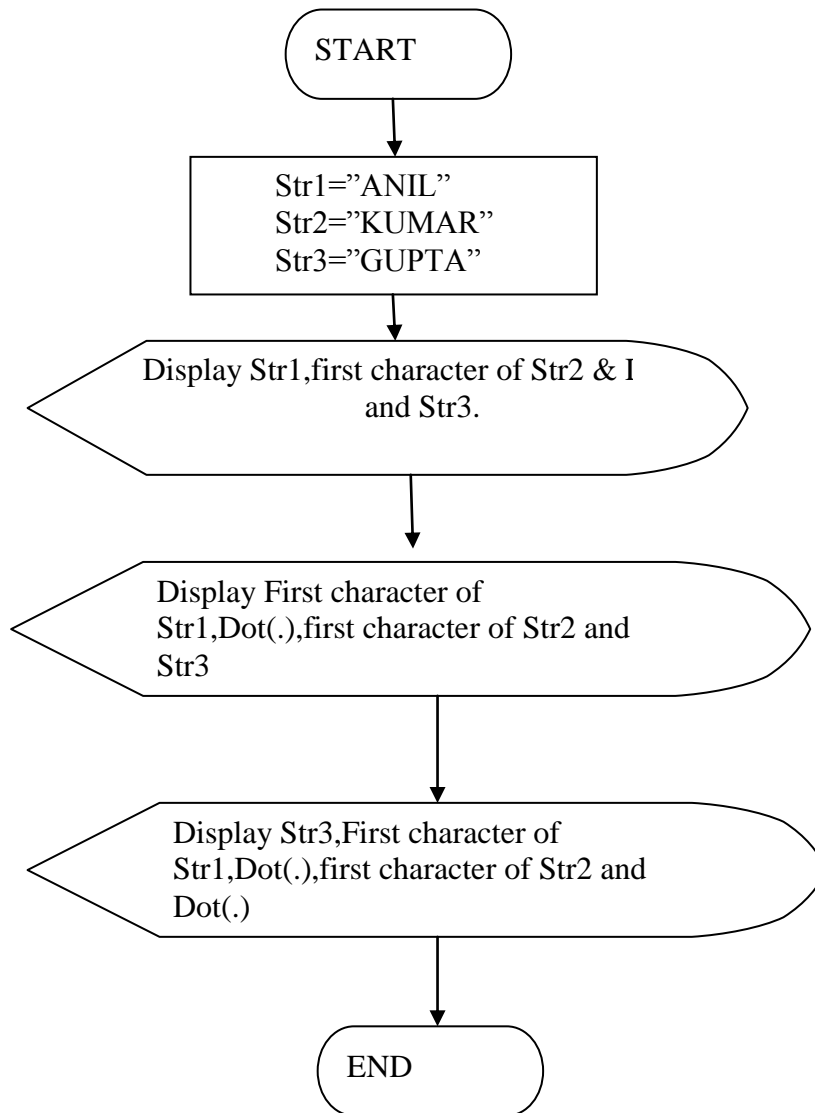 START
Str1=”ANIL”
Str2=”KUMAR”
Str3=”GUPTA”
Display Str1,first character of Str2 & I
and Str3.
Display First character of
Str1,Dot(.),first character of Str2 and
Str3
Display Str3,First character of
Str1,Dot(.),first character of Str2 and
Dot(.)
END